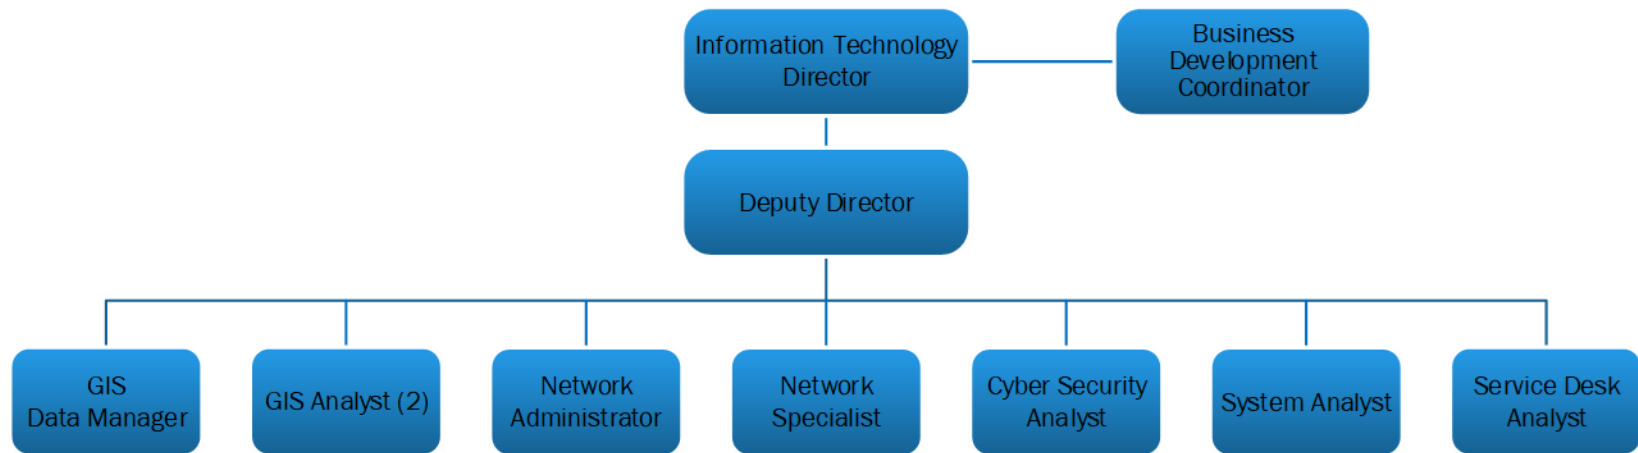 Information Technology
Director
Business
Development
Coordinator
Deputy Director
GIS
Data Manager
GIS Analyst (2)
Network
Administrator
Network
Specialist
Cyber Security
Analyst
System Analyst
Service Desk
Analyst